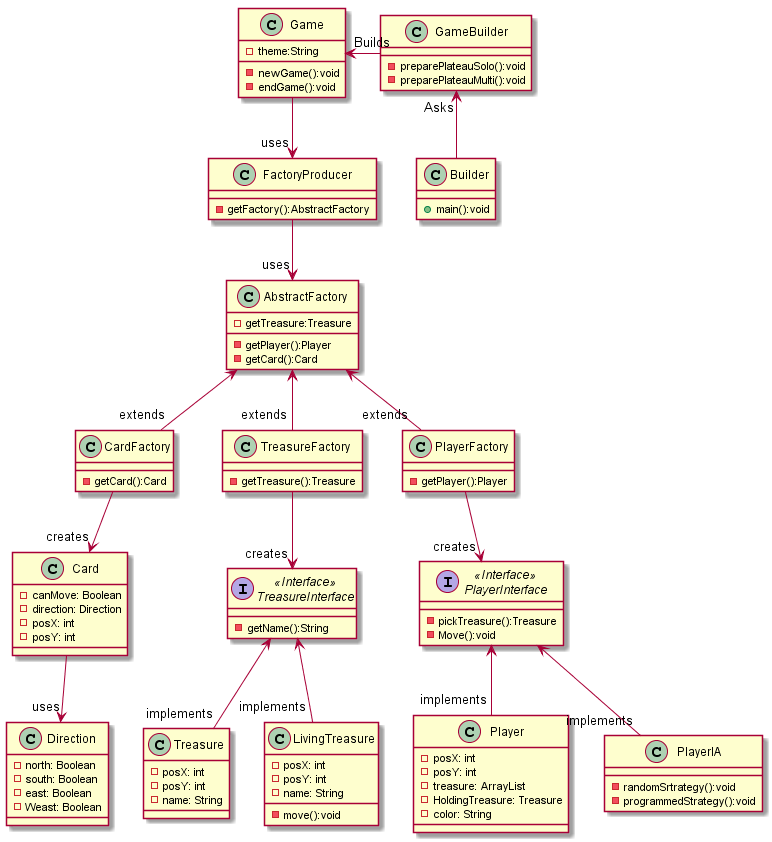 C Game
theme:String
newGame():void
endGame():void
Builds
C GameBuilder
preparePlateauSolo():void
preparePlateauMulti():void
Asks
uses
C FactoryProducer
getFactory():AbstractFactory
C Builder
main():void
uses
C AbstractFactory
getTreasure:Treasure
getPlayer():Player
getCard():Card
extends
extends
extends
C CardFactory
getCard():Card
C TreasureFactory
getTreasure():Treasure
C PlayerFactory
getPlayer():Player
creates
creates
creates
C Card
canMove: Boolean
direction: Direction
posX: int
posY: int
I «Interface»
TreasureInterface
getName():String
I «Interface»
PlayerInterface
pickTreasure():Treasure
Move():void
uses
implements
implements
implements
implements
C Direction
north: Boolean
south: Boolean
east: Boolean
Weast: Boolean
C Treasure
posX: int
posY: int
name: String
C LivingTreasure
posX: int
posY: int
name: String
move():void
C Player
posX: int
posY: int
treasure: ArrayList
HoldingTreasure: Treasure
color: String
C PlayerIA
randomSrtrategy():void
programmedStrategy():void